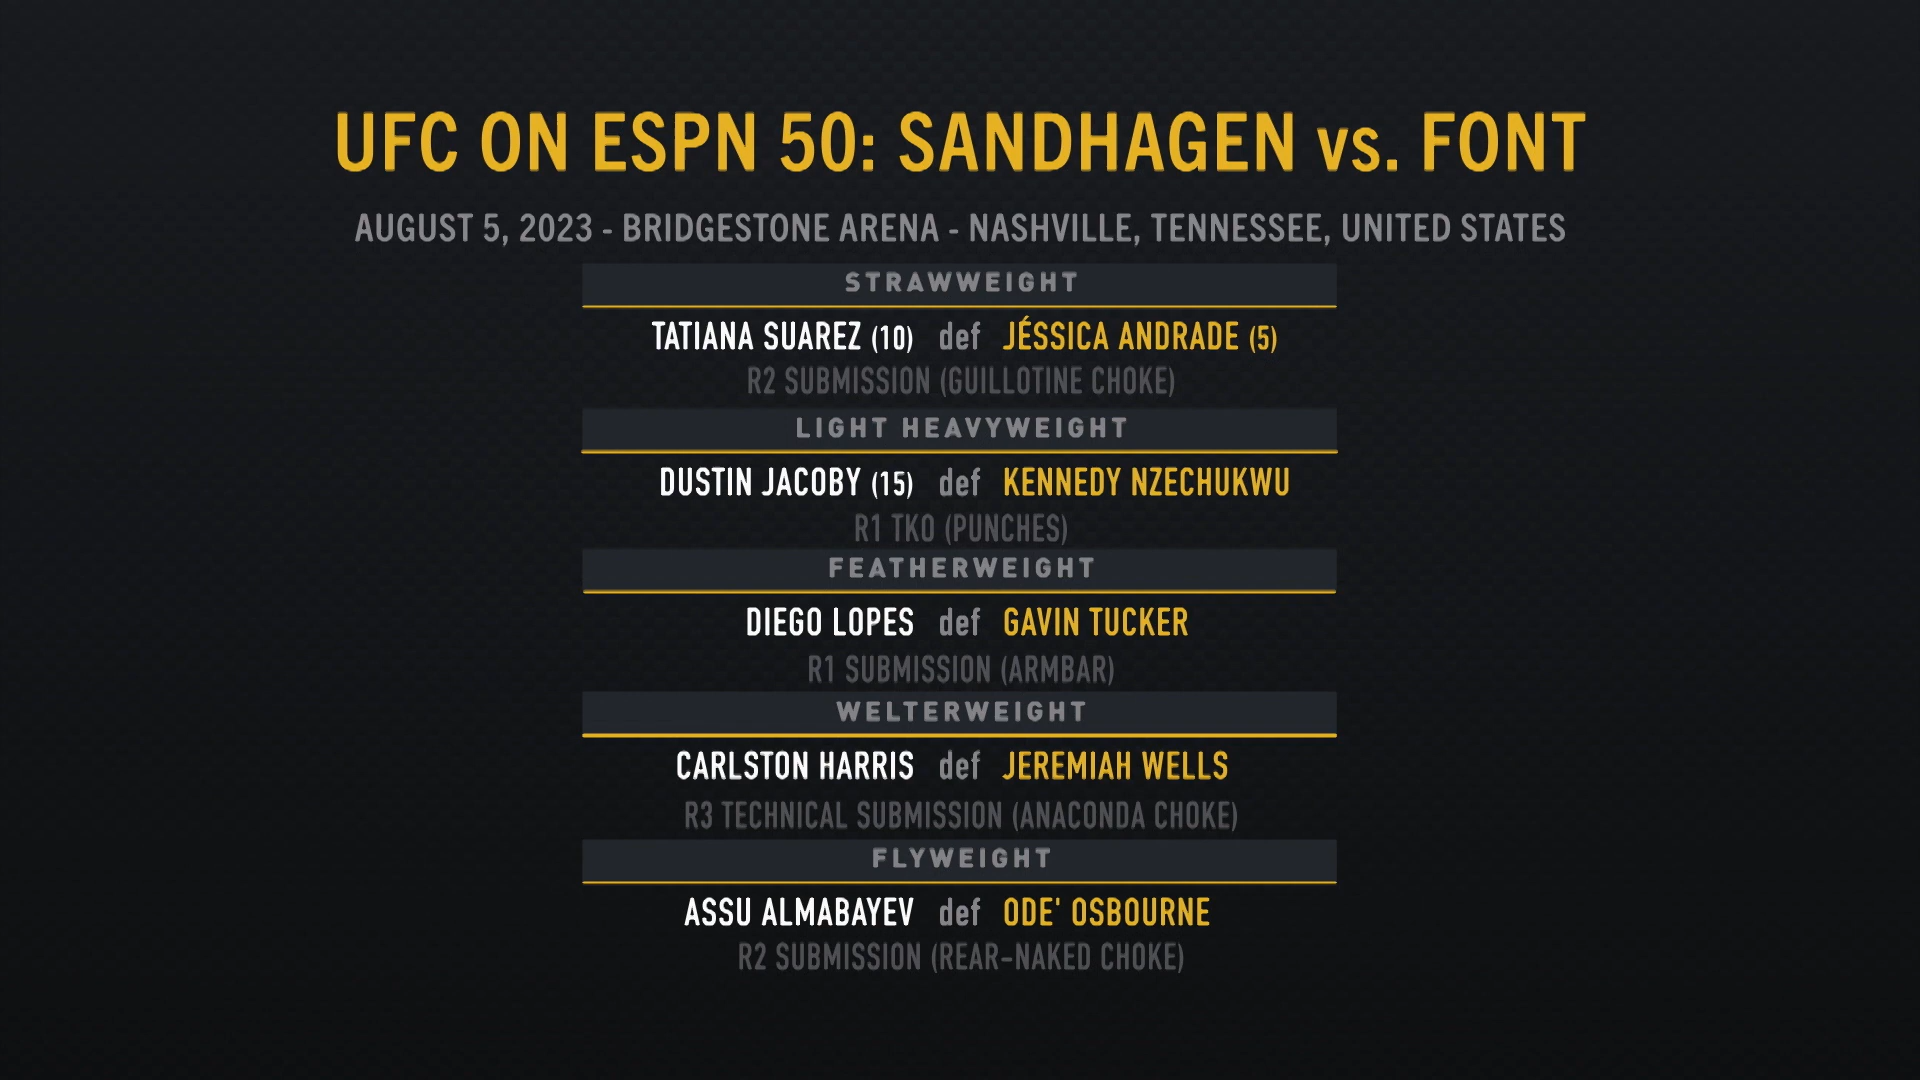 UFC ON ESPN 50: SANDHAGEN vs. FONT
AUGUST 5, 2023 - BRIDGESTONE ARENA - NASHVILLE, TENNESSEE, UNITED STATES
STRAWWEIGHT
TATIANA SUAREZ (10) def JÉSSICA ANDRADE (5)
R2 SUBMISSION (GUILLOTINE CHOKE)
LIGHT HEAVYWEIGHT
DUSTIN JACOBY (15) def KENNEDY NZECHUKWU
R1 TKO (PUNCHES)
FEATHERWEIGHT
DIEGO LOPES def GAVIN TUCKER
R1 SUBMISSION (ARMBAR)
WELTERWEIGHT
CARLSTON HARRIS def JEREMIAH WELLS
R3 TECHNICAL SUBMISSION (ANACONDA CHOKE)
FLYWEIGHT
ASSU ALMABAYEV def ODE' OSBOURNE
R2 SUBMISSION (REAR-NAKED CHOKE)